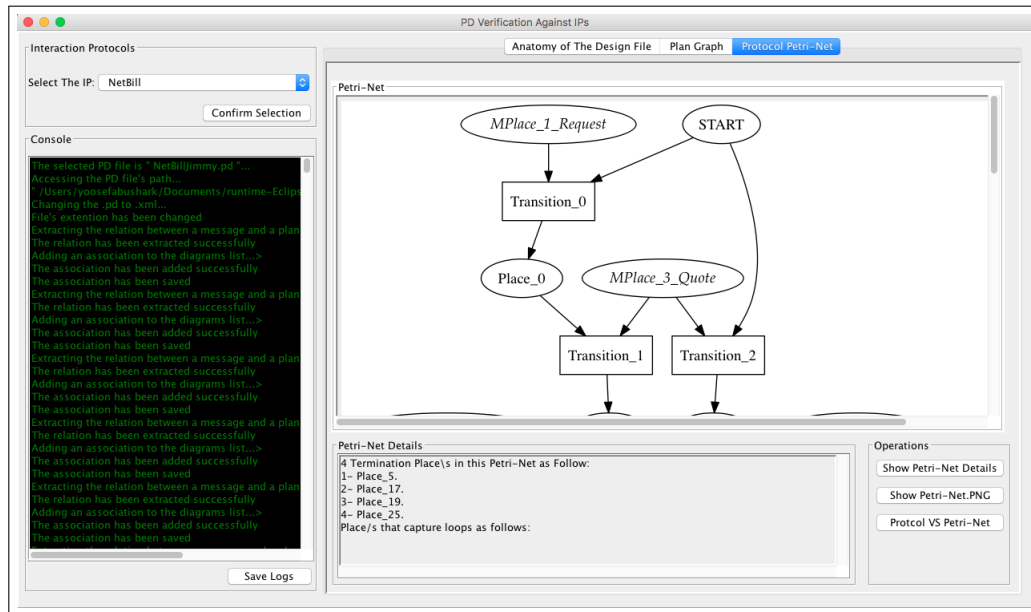 PD Verification Against IPs
Interaction Protocols
Select The IP: NetBill
Confirm Selection
Console
The selected PD file is " NetBillJimmy.pd "...
Accessing the PD file's path...
" /Users/yoosefabushark/Documents/runtime-Eclips
Changing the .pd to .xml...
File's extention has been changed
Extracting the relation between a message and a plan
The relation has been extracted successfully
Adding an association to the diagrams list...>
The association has been added successfully
The association has been saved
Extracting the relation between a message and a plan
The relation has been extracted successfully
Adding an association to the diagrams list...>
The association has been added successfully
The association has been saved
Extracting the relation between a message and a plan
The relation has been extracted successfully
Adding an association to the diagrams list...>
The association has been added successfully
The association has been saved
Extracting the relation between a message and a plan
The relation has been extracted successfully
Adding an association to the diagrams list...>
The association has been added successfully
The association has been saved
Extracting the relation between a message and a plan
The relation has been extracted successfully
Adding an association to the diagrams list...>
The association has been added successfully
The association has been saved
Save Logs
Anatomy of The Design File
Plan Graph
Protocol Petri-Net
Petri-Net
MPlace_1_Request
START
Transition_0
Place_0
MPlace_3_Quote
Transition_1
Transition_2
Petri-Net Details
4 Termination Place\s in this Petri-Net as Follow:
1- Place_5.
2- Place_17.
3- Place_19.
4- Place_25.
Place/s that capture loops as follows:
Operations
Show Petri-Net Details
Show Petri-Net.PNG
Protcol VS Petri-Net